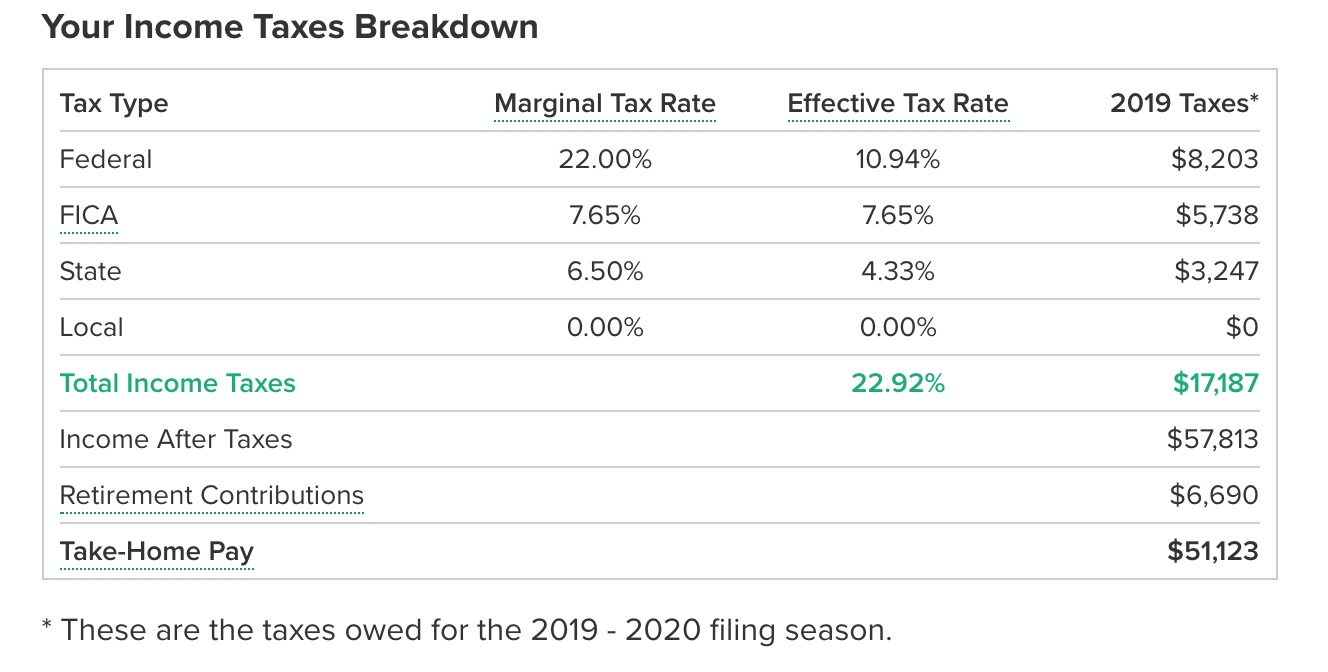 Your Income Taxes Breakdown
Tax Type Marginal Tax Rate Effective Tax Rate 2019 Taxes*
Federal 22.00% 10.94% $8,203
FICA 7.65% 7.65% $5,738
State 6.50% 4.33% $3,247
Local 0.00% 0.00% $0
Total Income Taxes 22.92% $17,187
Income After Taxes $57,813
Retirement Contributions $6,690
Take-Home Pay $51,123
* These are the taxes owed for the 2019 - 2020 filing season.